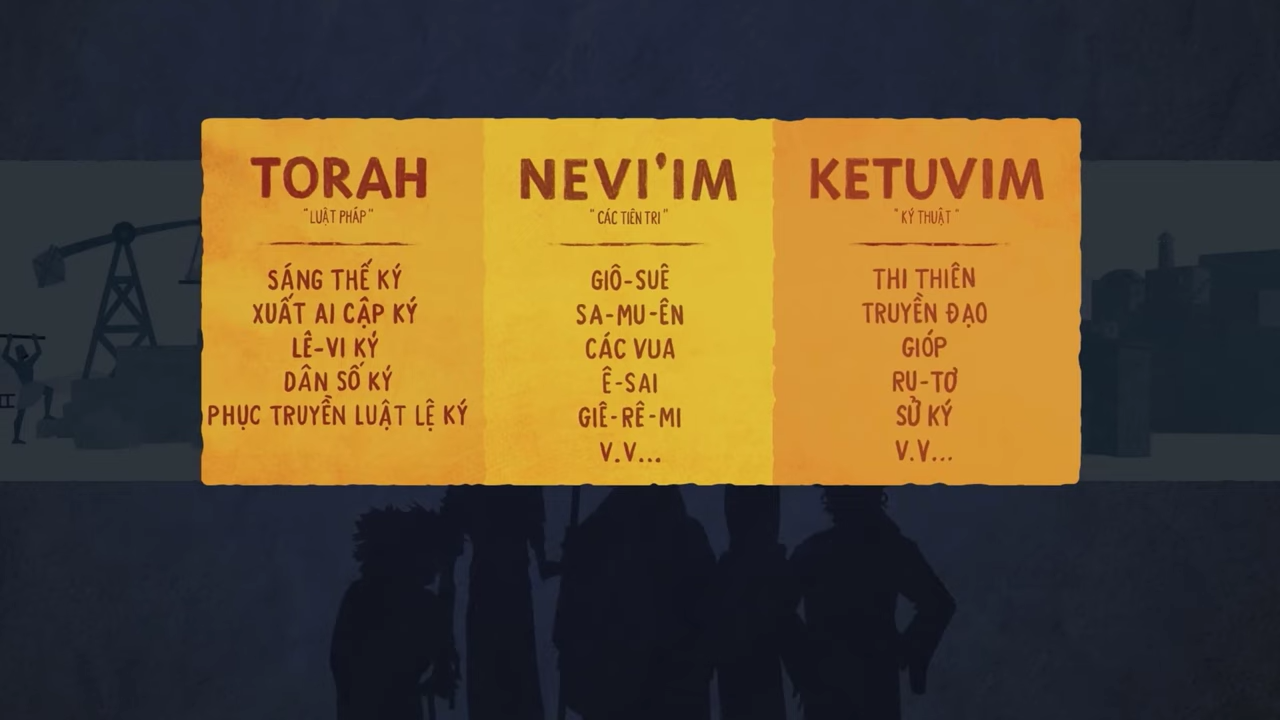 TORAH
"LUẬT PHÁP"
SÁNG THẾ KÝ
XUẤT AI CẬP KÝ
LÊ-VI KÝ
DÂN SỐ KÝ
PHỤC TRUYỀN LUẬT LỆ KÝ
NEVI'IM
"CÁC TIÊN TRI"
GIÔ-SUÊ
SA-MU-ÊN
CÁC VUA
Ê-SAI
GIÊ-RÊ-MI
V.V...
KETUVIM
"KÝ THUẬT"
THI THIÊN
TRUYỀN ĐẠO
GIÓP
RU-TƠ
SỬ KÝ
V.V...